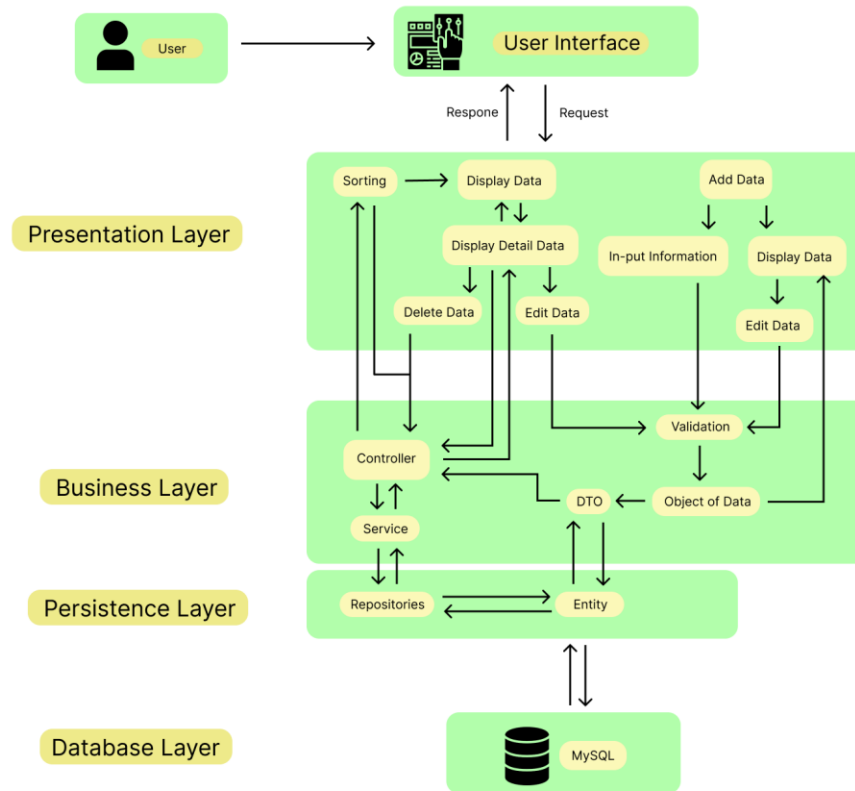 User
User Interface
Respone
Request
Presentation Layer
Sorting
Display Data
Add Data
Display Detail Data
In-put Information
Display Data
Delete Data
Edit Data
Edit Data
Business Layer
Validation
Controller
DTO
Object of Data
Service
Persistence Layer
Repositories
Entity
Database Layer
MySQL